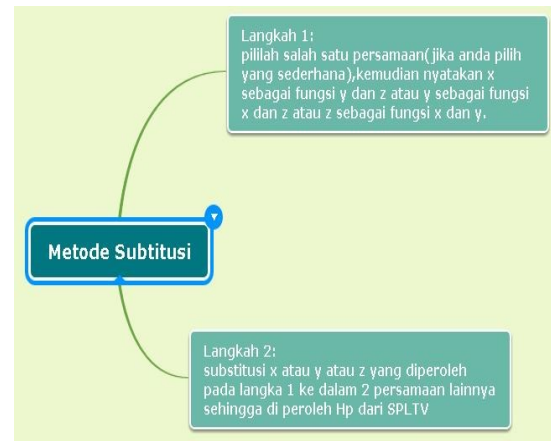 Langkah 1:
pililah salah satu persamaan(jika anda pilih
yang sederhana),kemudian nyatakan x
sebagai fungsi y dan z atau y sebagai fungsi
x dan z atau z sebagai fungsi x dan y.
Metode Subtitusi
Langkah 2:
substitusi x atau y atau z yang diperoleh
pada langka 1 ke dalam 2 persamaan lainnya
sehingga di peroleh Hp dari SPLTV